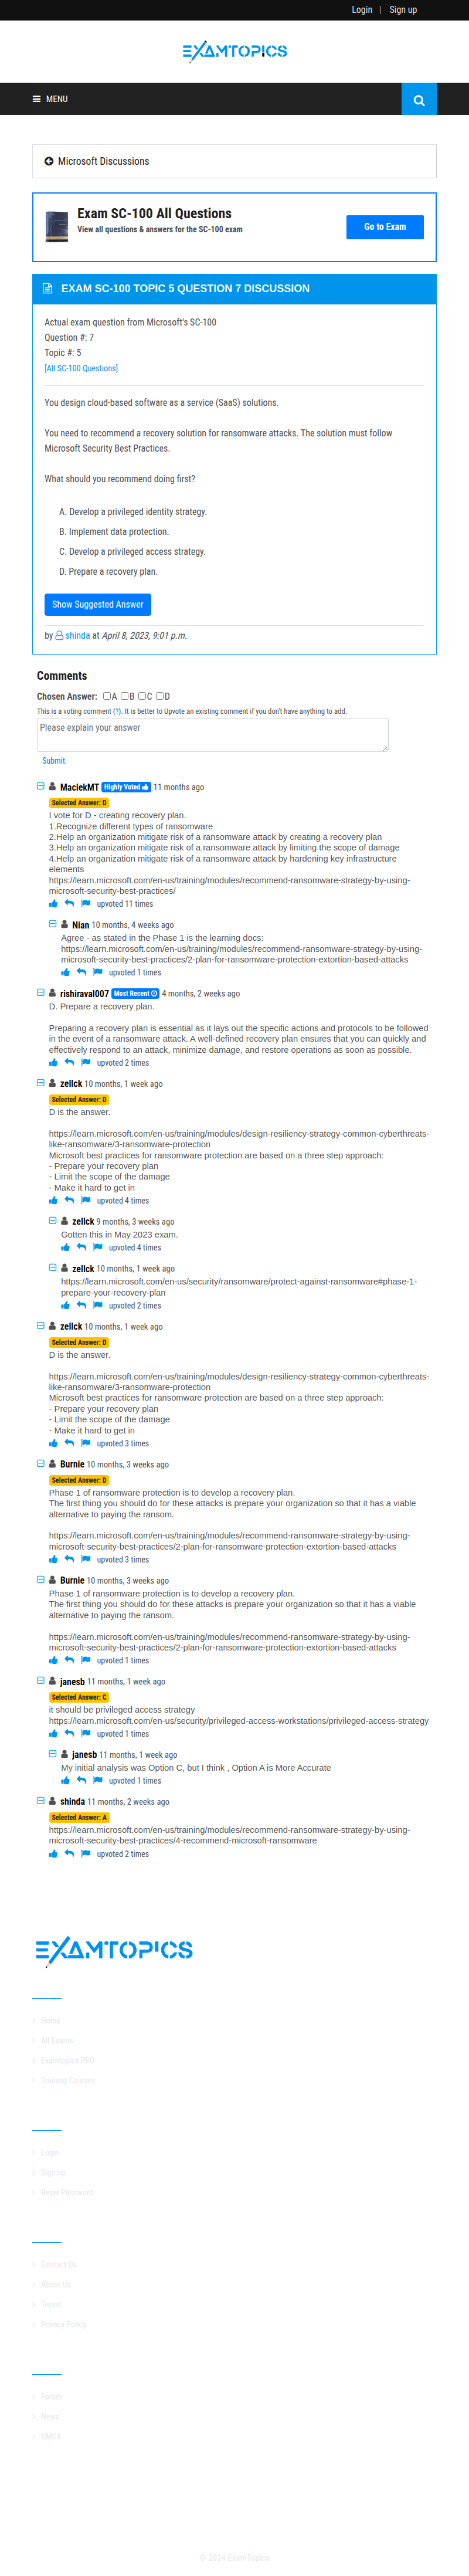 Login | Sign up
EXAMTOPICS
MENU
Microsoft Discussions
Exam SC-100 All Questions
View all questions & answers for the SC-100 exam
Go to Exam
EXAM SC-100 TOPIC 5 QUESTION 7 DISCUSSION
Actual exam question from Microsoft's SC-100
Question #: 7
Topic #: 5
[All SC-100 Questions]
You design cloud-based software as a service (SaaS) solutions.
You need to recommend a recovery solution for ransomware attacks. The solution must follow
Microsoft Security Best Practices.
What should you recommend doing first?
A. Develop a privileged identity strategy.
B. Implement data protection.
C. Develop a privileged access strategy.
D. Prepare a recovery plan.
Show Suggested Answer
by shinda at April 8, 2023, 9:01 p.m.
Comments
Chosen Answer: A B C D
This is a voting comment (?). It is better to Upvote an existing comment if you don't have anything to add.
Please explain your answer
Submit
MaciekMT Highly Voted 11 months ago
Selected Answer: D
I vote for D - creating recovery plan.
1.Recognize different types of ransomware
2.Help an organization mitigate risk of a ransomware attack by creating a recovery plan
3.Help an organization mitigate risk of a ransomware attack by limiting the scope of damage
4.Help an organization mitigate risk of a ransomware attack by hardening key infrastructure
elements
https://learn.microsoft.com/en-us/training/modules/recommend-ransomware-strategy-by-using-
microsoft-security-best-practices/
upvoted 11 times
Nian 10 months, 4 weeks ago
Agree - as stated in the Phase 1 is the learning docs:
https://learn.microsoft.com/en-us/training/modules/recommend-ransomware-strategy-by-using-
microsoft-security-best-practices/2-plan-for-ransomware-protection-extortion-based-attacks
upvoted 1 times
rishiraval007 Most Recent 4 months, 2 weeks ago
D. Prepare a recovery plan.
Preparing a recovery plan is essential as it lays out the specific actions and protocols to be followed
in the event of a ransomware attack. A well-defined recovery plan ensures that you can quickly and
effectively respond to an attack, minimize damage, and restore operations as soon as possible.
upvoted 2 times
zellck 10 months, 1 week ago
Selected Answer: D
D is the answer.
https://learn.microsoft.com/en-us/training/modules/design-resiliency-strategy-common-cyberthreats-
like-ransomware/3-ransomware-protection
Microsoft best practices for ransomware protection are based on a three step approach:
- Prepare your recovery plan
- Limit the scope of the damage
- Make it hard to get in
upvoted 4 times
zellck 9 months, 3 weeks ago
Gotten this in May 2023 exam.
upvoted 4 times
zellck 10 months, 1 week ago
https://learn.microsoft.com/en-us/security/ransomware/protect-against-ransomware#phase-1-
prepare-your-recovery-plan
upvoted 2 times
zellck 10 months, 1 week ago
Selected Answer: D
D is the answer.
https://learn.microsoft.com/en-us/training/modules/design-resiliency-strategy-common-cyberthreats-
like-ransomware/3-ransomware-protection
Microsoft best practices for ransomware protection are based on a three step approach:
- Prepare your recovery plan
- Limit the scope of the damage
- Make it hard to get in
upvoted 3 times
Burnie 10 months, 3 weeks ago
Selected Answer: D
Phase 1 of ransomware protection is to develop a recovery plan.
The first thing you should do for these attacks is prepare your organization so that it has a viable
alternative to paying the ransom.
https://learn.microsoft.com/en-us/training/modules/recommend-ransomware-strategy-by-using-
microsoft-security-best-practices/2-plan-for-ransomware-protection-extortion-based-attacks
upvoted 3 times
Burnie 10 months, 3 weeks ago
Phase 1 of ransomware protection is to develop a recovery plan.
The first thing you should do for these attacks is prepare your organization so that it has a viable
alternative to paying the ransom.
https://learn.microsoft.com/en-us/training/modules/recommend-ransomware-strategy-by-using-
microsoft-security-best-practices/2-plan-for-ransomware-protection-extortion-based-attacks
upvoted 1 times
janesb 11 months, 1 week ago
Selected Answer: C
it should be privileged access strategy
https://learn.microsoft.com/en-us/security/privileged-access-workstations/privileged-access-strategy
upvoted 1 times
janesb 11 months, 1 week ago
My initial analysis was Option C, but I think , Option A is More Accurate
upvoted 1 times
shinda 11 months, 2 weeks ago
Selected Answer: A
https://learn.microsoft.com/en-us/training/modules/recommend-ransomware-strategy-by-using-
microsoft-security-best-practices/4-recommend-microsoft-ransomware
upvoted 2 times
EXAMTOPICS
Home
All Exams
Examtopics PRO
Training Courses
Login
Sign up
Reset Password
Contact Us
About Us
Terms
Privacy Policy
Forum
News
DMCA
© 2024 ExamTopics